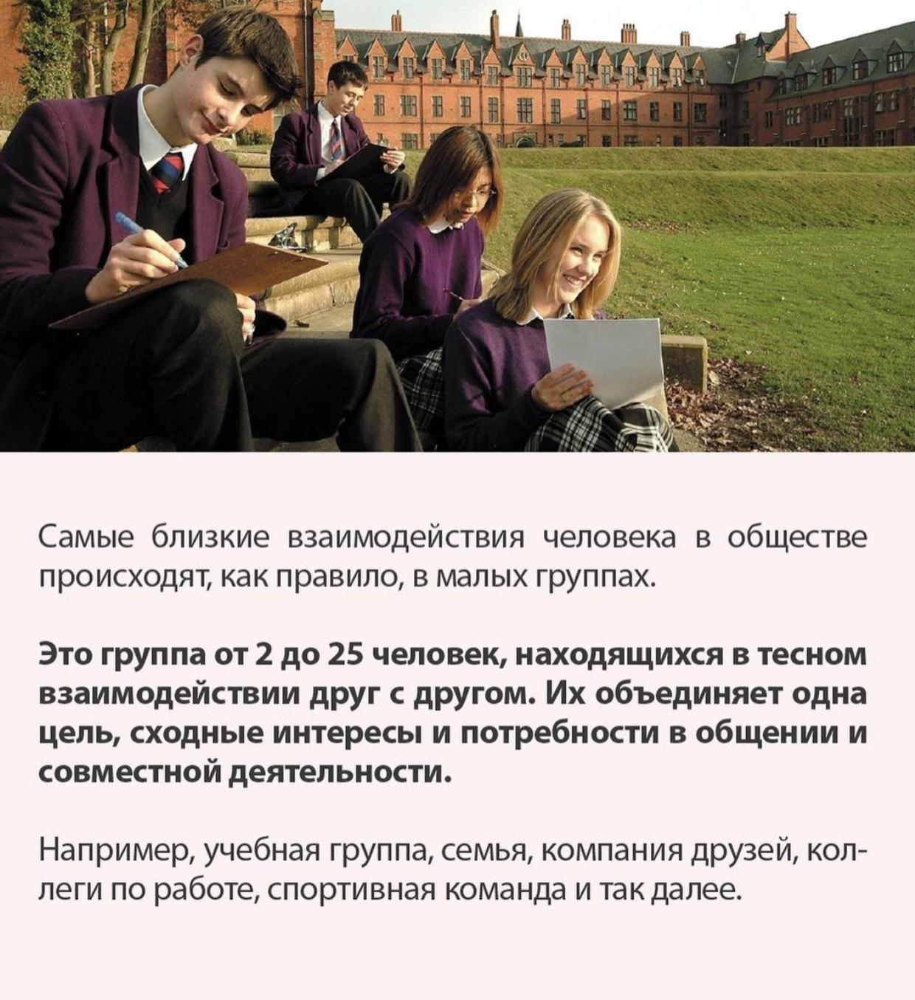 Самые близкие взаимодействия человека в обществе
происходят, как правило, в малых группах.
Это группа от 2 до 25 человек, находящихся в тесном
взаимодействии друг с другом. Их объединяет одна
цель, сходные интересы и потребности в общении и
совместной деятельности.
Например, учебная группа, семья, компания друзей, кол-
леги по работе, спортивная команда и так далее.